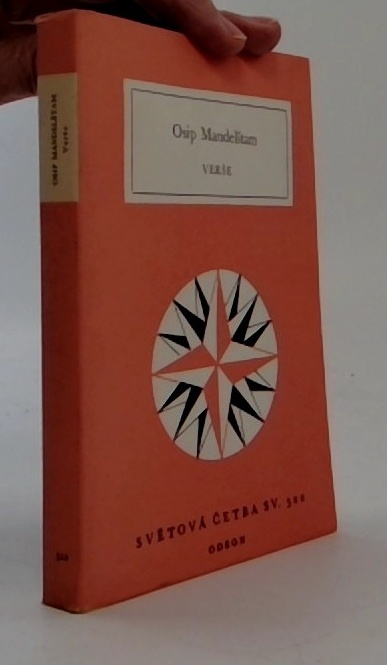 Osip Mandelštam
VERŠE
SVĚTOVÁ ČETBA SV.
ODEON
OSIP MANDELŠTAM
Verše